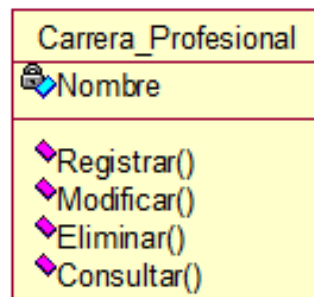 Carrera_Profesional
Nombre
Registrar()
Modificar()
Eliminar()
Consultar()